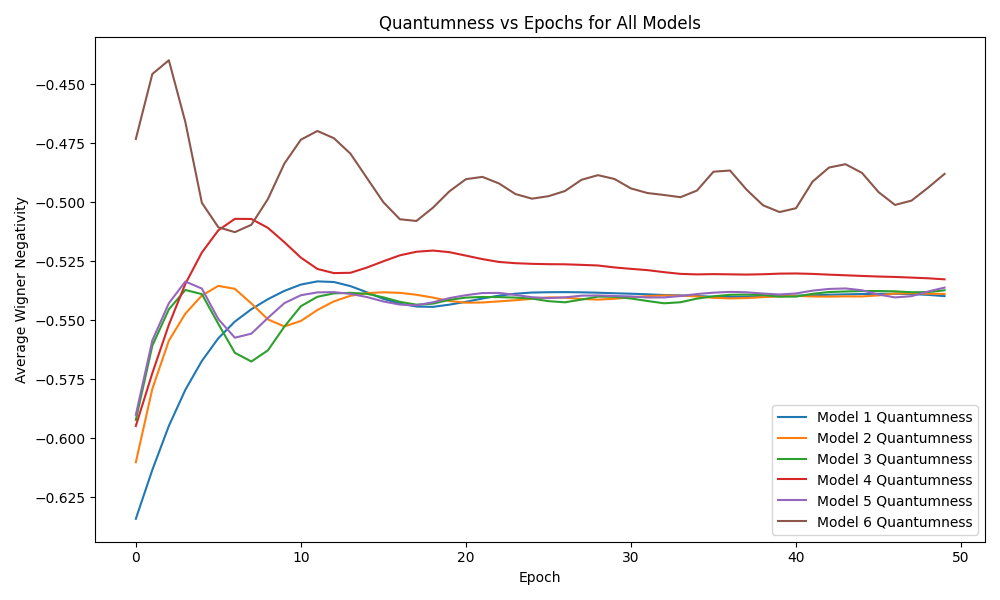 Quantumness vs Epochs for All Models
Average Wigner Negativity
−0.450
−0.475
−0.500
−0.525
−0.550
−0.575
−0.600
−0.625
Model 1 Quantumness
Model 2 Quantumness
Model 3 Quantumness
Model 4 Quantumness
Model 5 Quantumness
Model 6 Quantumness
0 10 20 30 40 50
Epoch